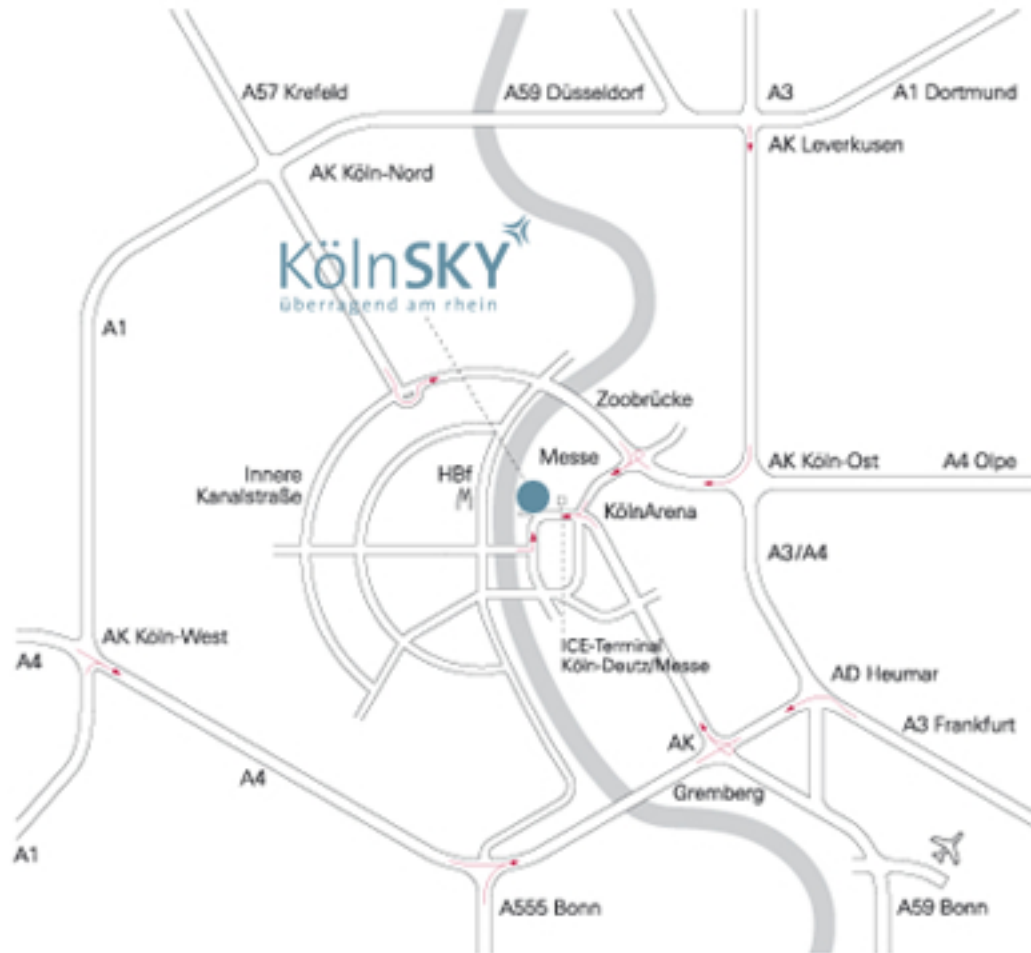 A57 Krefeld
A59 Düsseldorf
A3
A1 Dortmund
AK Leverkusen
AK Köln-Nord
KölnSKY
überragend am rhein
A1
Zoobrücke
Messe
HBf
Innere
Kanalstraße
AK Köln-Ost
A4 Olpe
KölnArena
A3/A4
ICE-Terminal
Köln-Deutz/Messe
AK Köln-West
A4
AD Heumar
A3 Frankfurt
AK
Gremberg
A4
A1
A555 Bonn
A59 Bonn